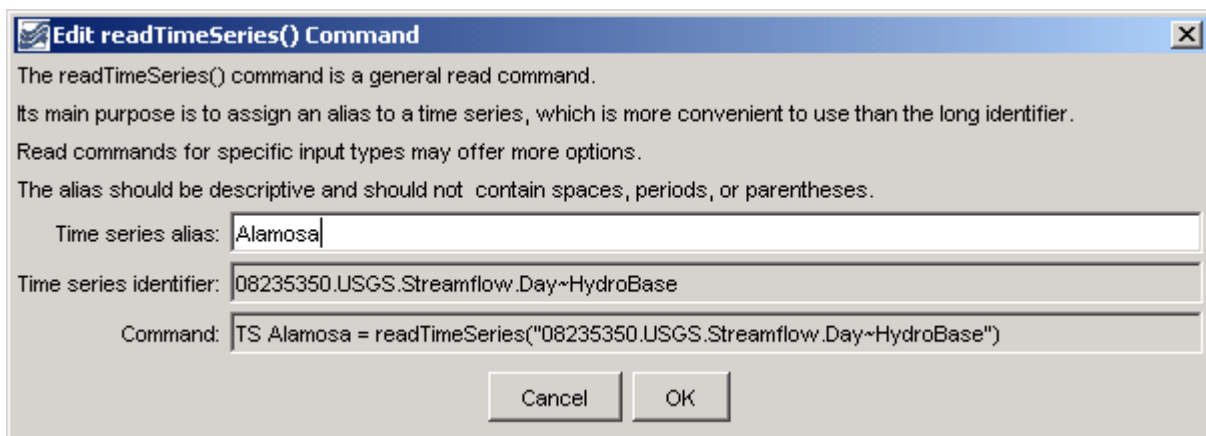 Edit readTimeSeries() Command
The readTimeSeries() command is a general read command.
Its main purpose is to assign an alias to a time series, which is more convenient to use than the long identifier.
Read commands for specific input types may offer more options.
The alias should be descriptive and should not  contain spaces, periods, or parentheses.
Time series alias: Alamosa
Time series identifier: 08235350.USGS.Streamflow.Day~HydroBase
Command: TS Alamosa = readTimeSeries("08235350.USGS.Streamflow.Day~HydroBase")
Cancel OK